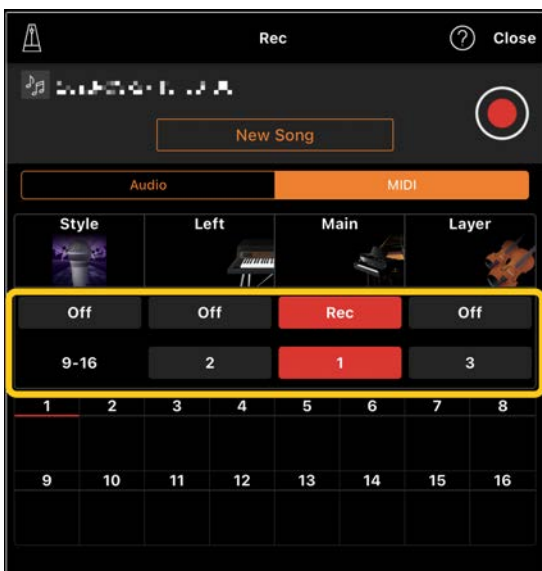 Rec ? Close
New Song
Audio MIDI
Style Left Main Layer
Off Off Rec Off
9-16 2 1 3
1 2 3 4 5 6 7 8
9 10 11 12 13 14 15 16